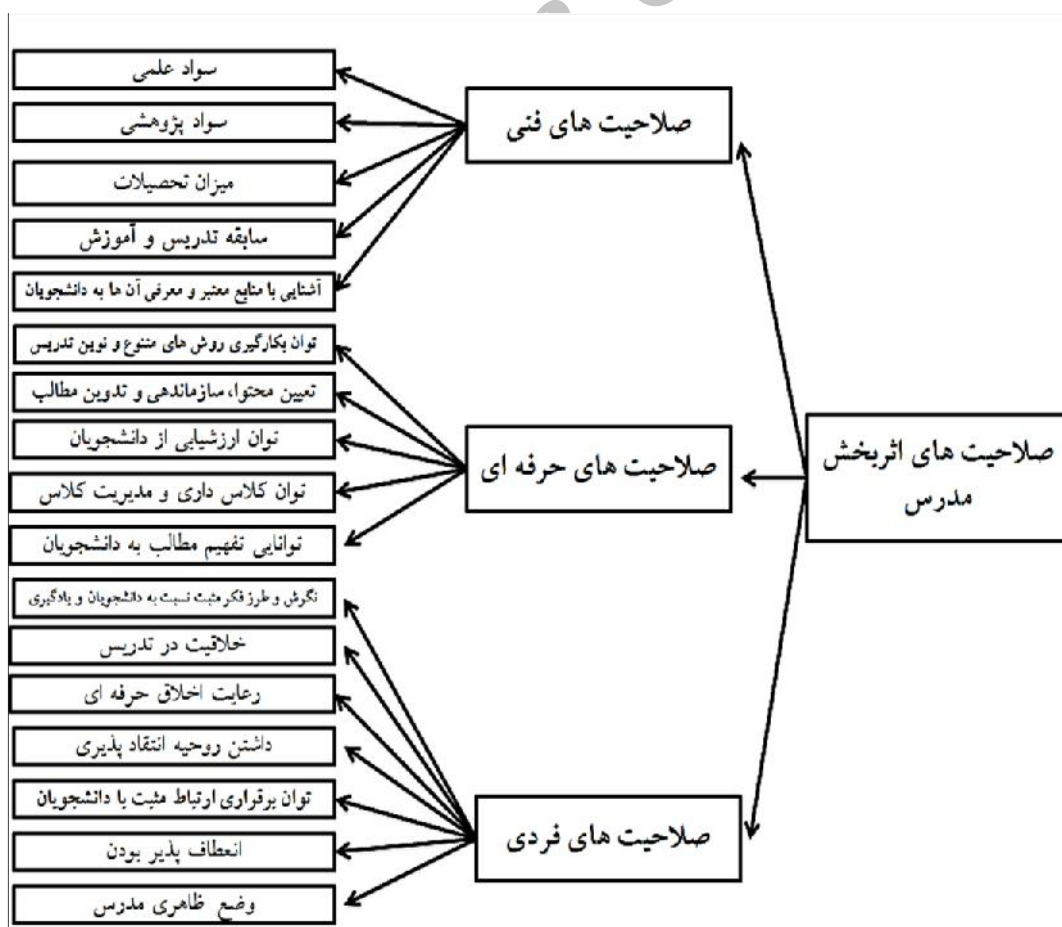 صلاحیت های اثربخش
مدرس
صلاحیت های فنی
سواد علمی
سواد پژوهشی
میزان تحصیلات
سابقه تدریس و آموزش
آشنایی با منابع معتبر و معرفی آن ها به دانشجویان
صلاحیت های حرفه ای
توان بکارگیری روش های متنوع و نوین تدریس
تعیین محتوا، سازماندهی و تدوین مطالب
توان ارزشیابی از دانشجویان
توان کلاس داری و مدیریت کلاس
توانایی تفهیم مطالب به دانشجویان
صلاحیت های فردی
نگرش و طرز فکر مثبت نسبت به دانشجویان و یادگیری
خلاقیت در تدریس
رعایت اخلاق حرفه ای
داشتن روحیه انتقاد پذیری
توان برقراری ارتباط مثبت با دانشجویان
انعطاف پذیر بودن
وضع ظاهری مدرس